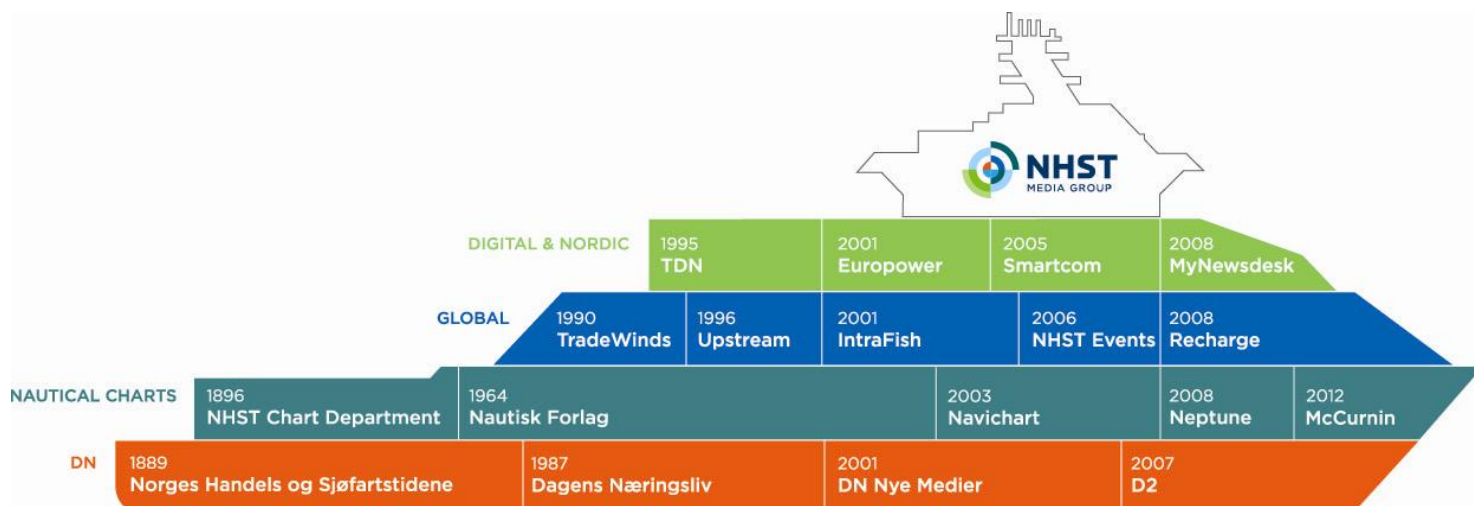 NHST
MEDIA GROUP
DIGITAL & NORDIC
1995
TDN
2001
Europower
2005
Smartcom
2008
MyNewsdesk
GLOBAL
1990
TradeWinds
1996
Upstream
2001
IntraFish
2006
NHST Events
2008
Recharge
NAUTICAL CHARTS
1896
NHST Chart Department
1964
Nautisk Forlag
2003
Navichart
2008
Neptune
2012
McCurnin
DN
1889
Norges Handels og Sjøfartstidene
1987
Dagens Næringsliv
2001
DN Nye Medier
2007
D2